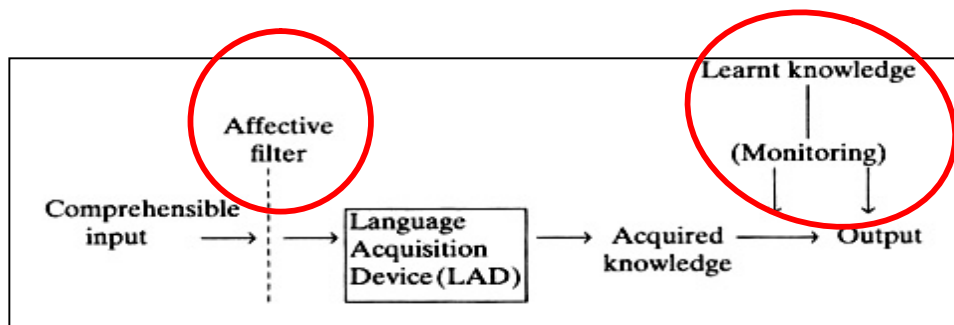 Learnt knowledge
Affective
filter
(Monitoring)
Comprehensible
input
Language
Acquisition
Device (LAD)
Acquired
knowledge
Output